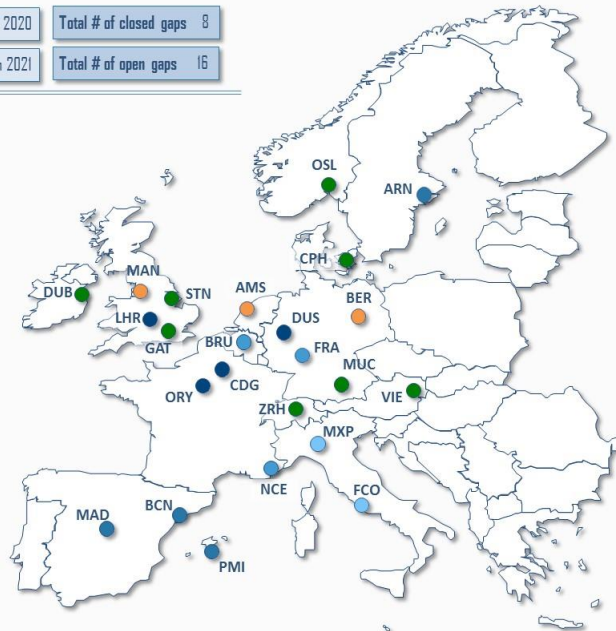 2020
Total # of closed gaps 8
2021
Total # of open gaps 16
OSL
ARN
CPH
MAN
DUB
STN
AMS
BER
LHR
DUS
GAT
BRU
FRA
MUC
CDG
ORY
VIE
ZRH
MXP
NCE
FCO
BCN
MAD
PMI